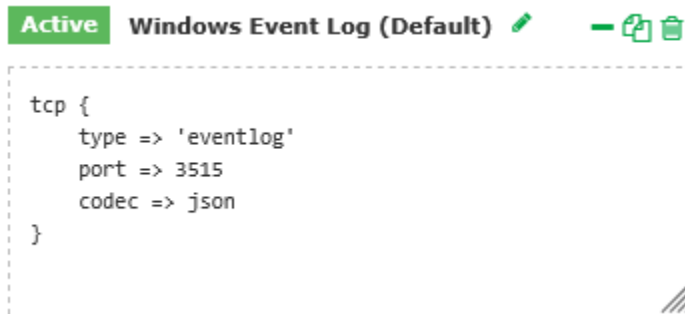 Active Windows Event Log (Default)
tcp {
    type => 'eventlog'
    port => 3515
    codec => json
}